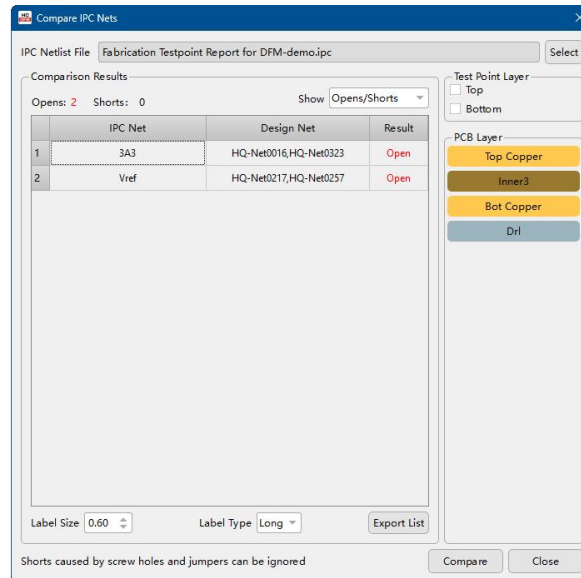 HQ DFM Compare IPC Nets
IPC Netlist File Fabrication Testpoint Report for DFM-demo.ipc Select
Comparison Results
Opens: 2 Shorts: 0 Show Opens/Shorts
IPC Net Design Net Result
1 3A3 HQ-Net0016,HQ-Net0323 Open
2 Vref HQ-Net0217,HQ-Net0257 Open
Label Size 0.60 Label Type Long Export List
Test Point Layer
Top
Bottom
PCB Layer
Top Copper
Inner3
Bot Copper
Drl
Shorts caused by screw holes and jumpers can be ignored Compare Close